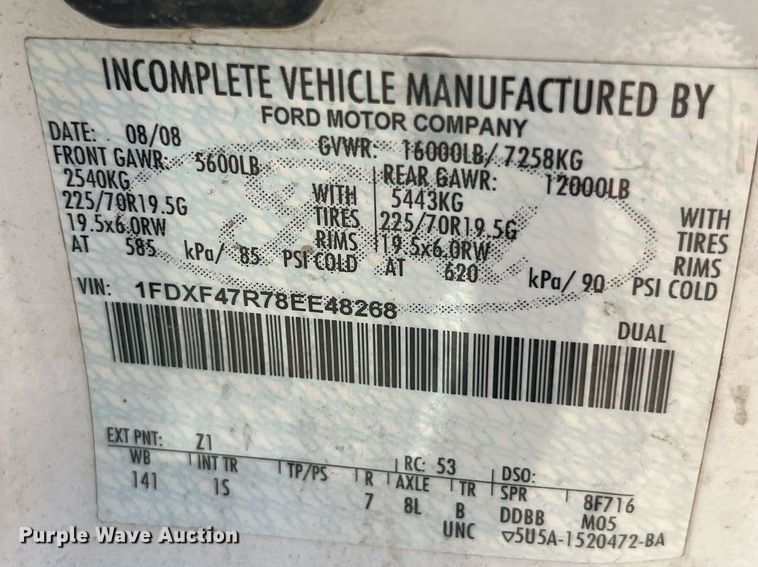 INCOMPLETE VEHICLE MANUFACTURED BY
FORD MOTOR COMPANY
DATE: 08/08 GVWR: 16000LB/ 7258KG
FRONT GAWR: 5600LB REAR GAWR: 12000LB
2540KG WITH 5443KG WITH
225/70R19.5G TIRES 225/70R19.5G TIRES
19.5x6.0RW RIMS 19.5x6.0RW RIMS
AT 585 kPa/ 85 PSI COLD AT 620 kPa/ 90 PSI COLD
VIN: 1FDXF47R78EE48268
DUAL
EXT PNT: Z1 RC: 53 DSO:
WB INT TR TP/PS R AXLE TR SPR 8F716
141 1S 7 8L B DDBB M05
UNC ▽5U5A-1520472-BA
Purple Wave Auction